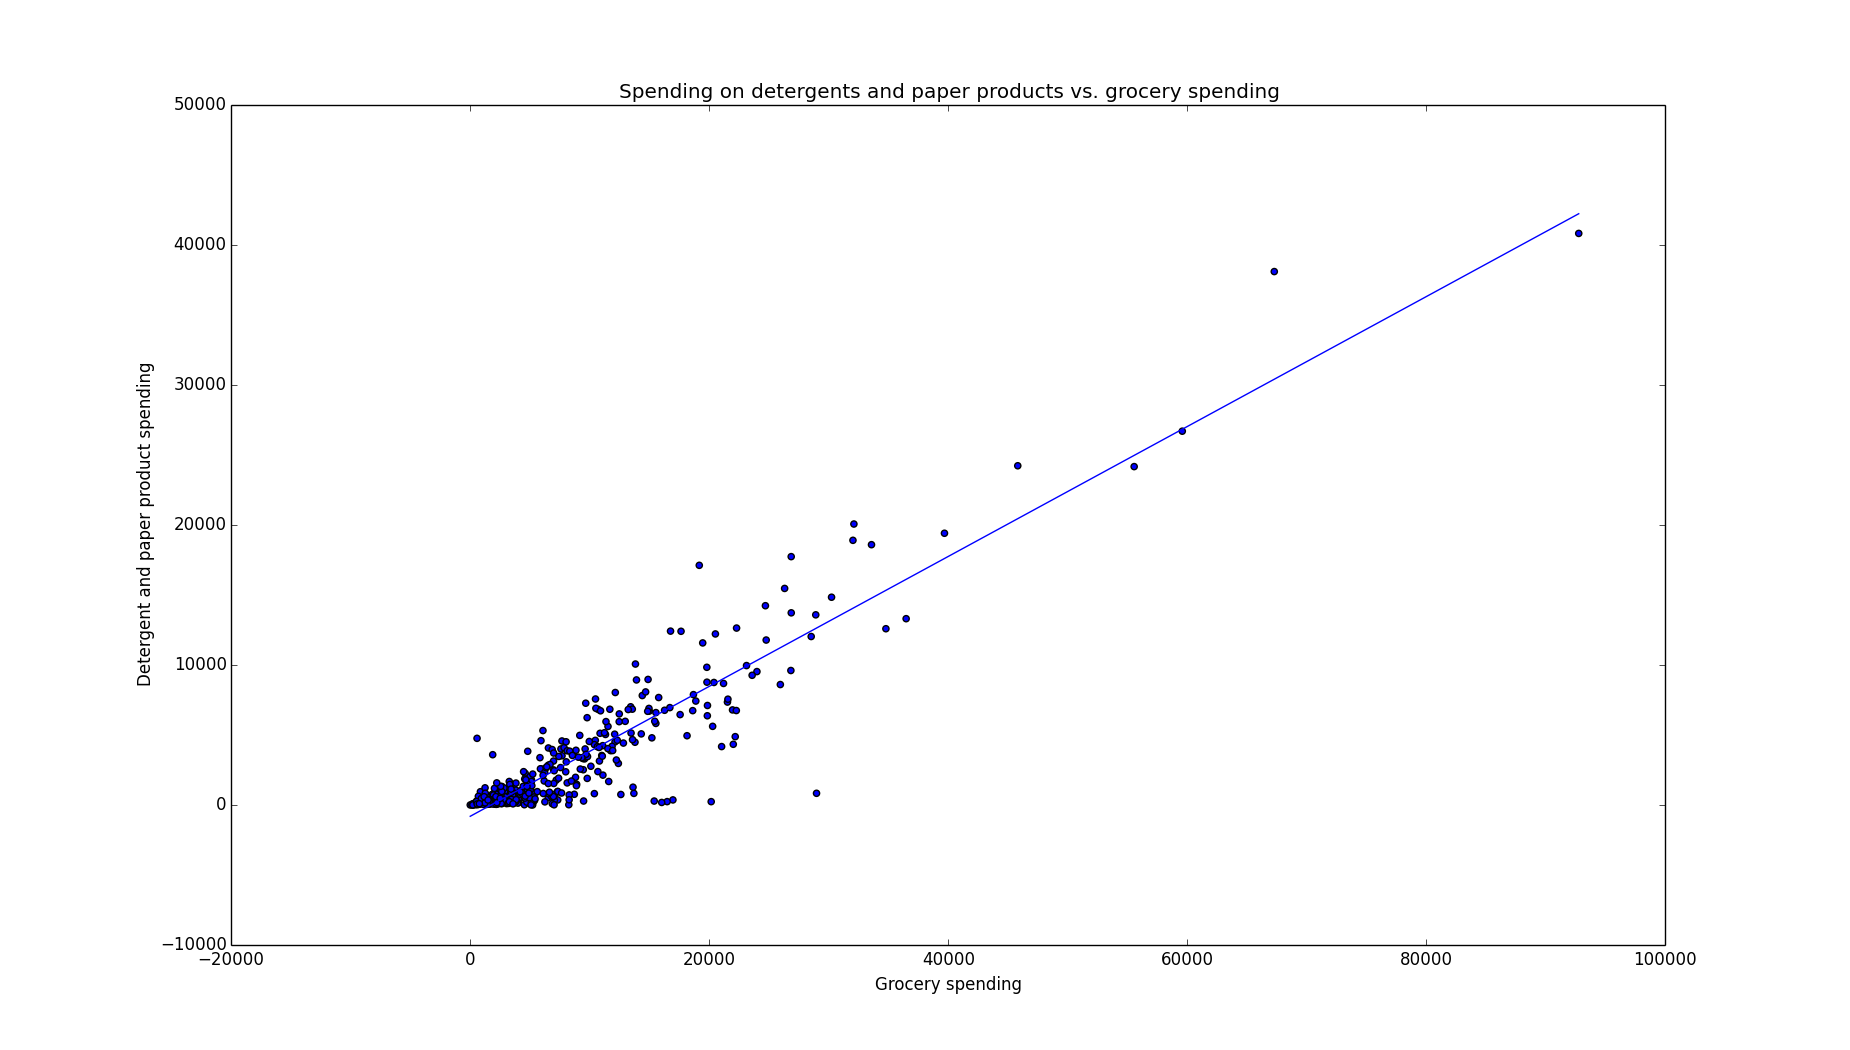 Spending on detergents and paper products vs. grocery spending
50000
40000
30000
20000
10000
0
−10000
Detergent and paper product spending
−20000 0 20000 40000 60000 80000 100000
Grocery spending